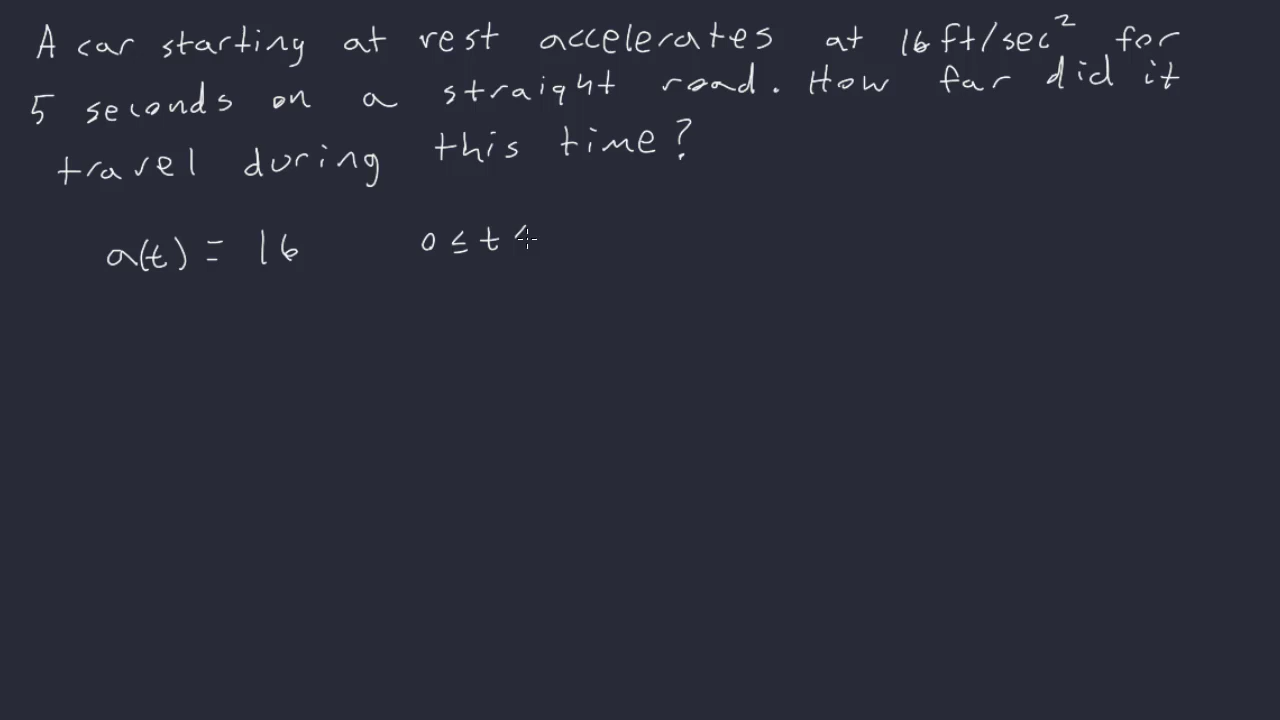 A car starting at rest accelerates at 16 ft/sec² for
5 seconds on a straight road. How far did it
travel during this time?
a(t) = 16 0 ≤ t <